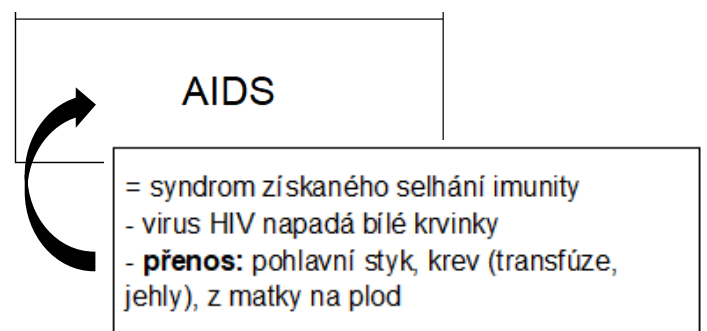 AIDS
= syndrom získaného selhání imunity
- virus HIV napadá bílé krvinky
- přenos: pohlavní styk, krev (transfúze,
jehly), z matky na plod